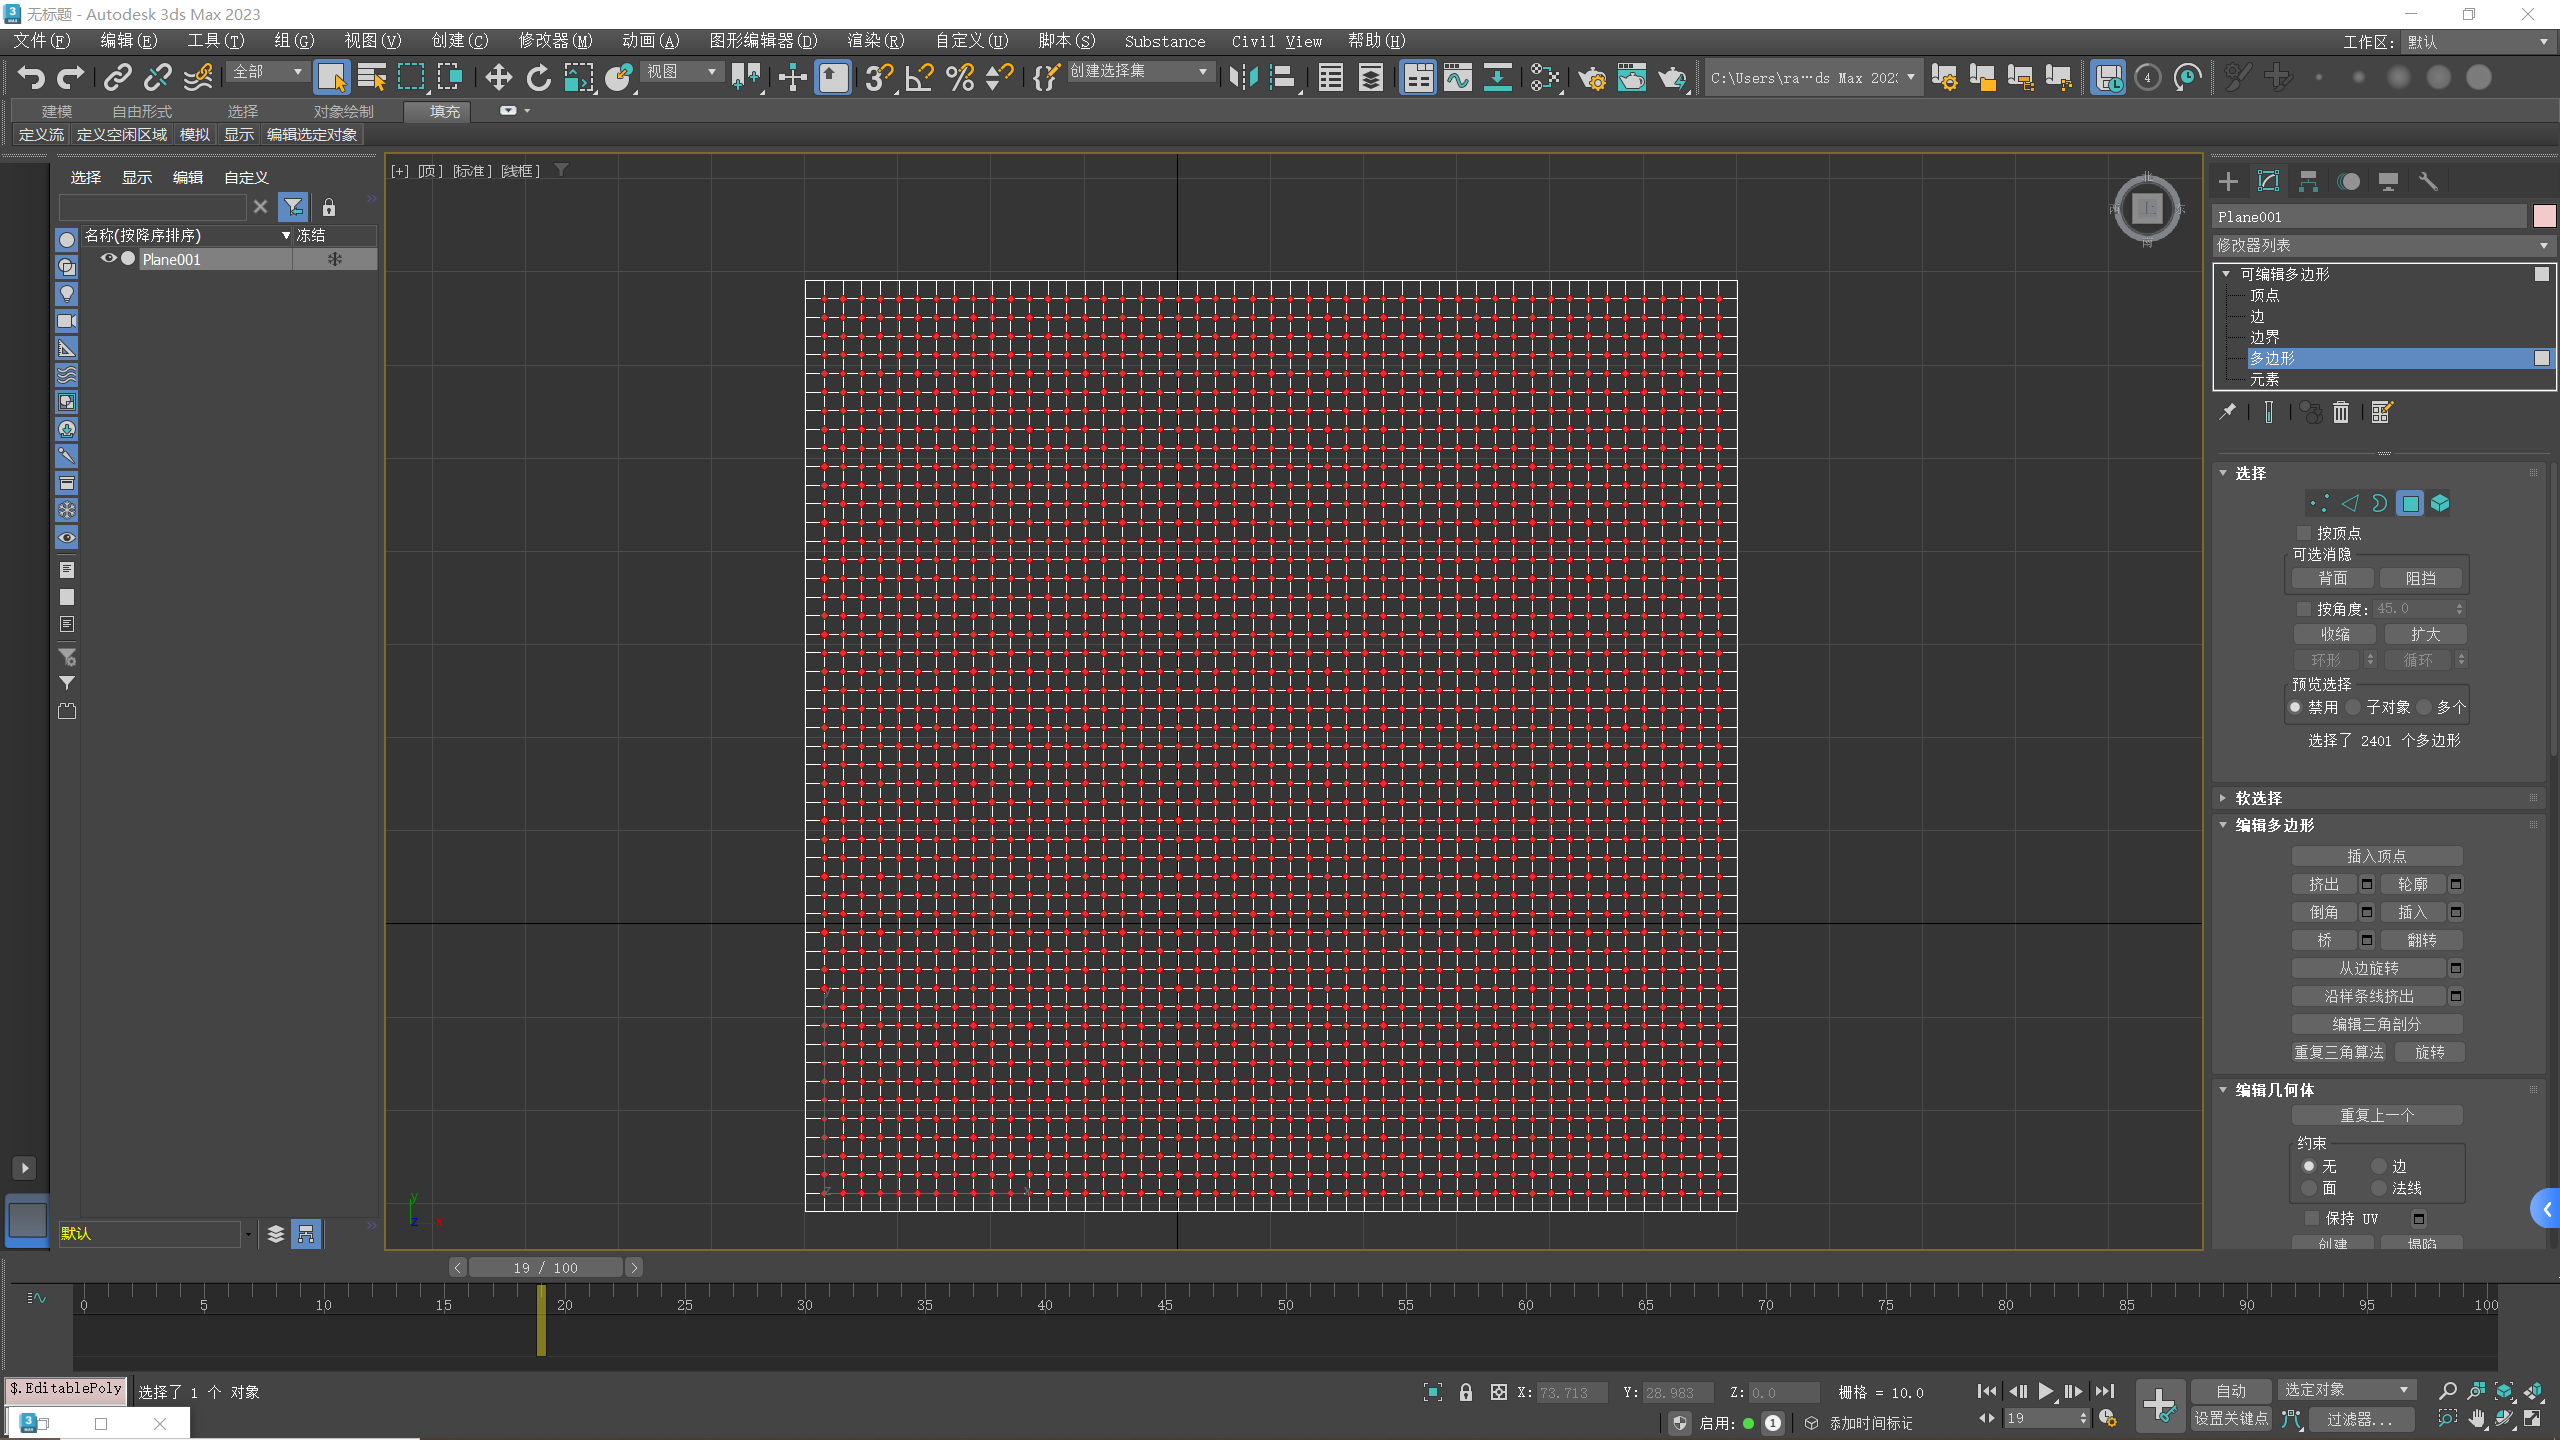 无标题 - Autodesk 3ds Max 2023
文件(F) 编辑(E) 工具(T) 组(G) 视图(V) 创建(C) 修改器(M) 动画(A) 图形编辑器(D) 渲染(R) 自定义(U) 脚本(S) Substance Civil View 帮助(H) 工作区: 默认
全部 视图 创建选择集 C:\Users\ra…ds Max 202 4
建模 自由形式 选择 对象绘制 填充
定义流 定义空闲区域 模拟 显示 编辑选定对象
选择 显示 编辑 自定义
名称(按降序排序) 冻结
Plane001
默认
[+] [顶] [标准] [线框]
北
西 上 东
南
y
z x
y
z x
Plane001
修改器列表
可编辑多边形
顶点
边
边界
多边形
元素
选择
按顶点
可选消隐
背面 阻挡
按角度: 45.0
收缩 扩大
环形 循环
预览选择
禁用 子对象 多个
选择了 2401 个多边形
软选择
编辑多边形
插入顶点
挤出 轮廓
倒角 插入
桥 翻转
从边旋转
沿样条线挤出
编辑三角剖分
重复三角算法 旋转
编辑几何体
重复上一个
约束
无 边
面 法线
保持 UV
创建 塌陷
19 / 100
0 5 10 15 20 25 30 35 40 45 50 55 60 65 70 75 80 85 90 95 100
$.EditablePoly 选择了 1 个 对象 X: 73.713 Y: 28.983 Z: 0.0 栅格 = 10.0 自动 选定对象
启用: 1 添加时间标记 19 设置关键点 过滤器...